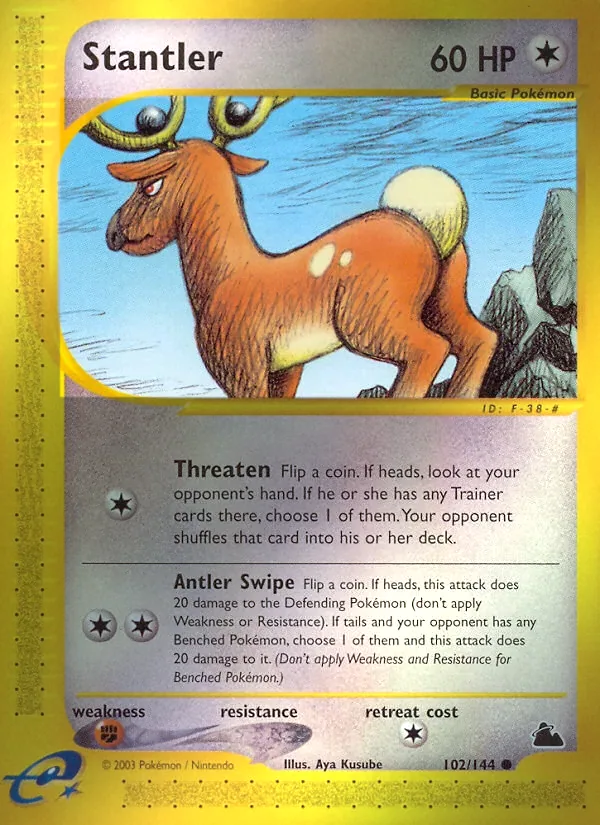 Stantler
60 HP
Basic Pokémon
ID: F-38-#
Threaten Flip a coin. If heads, look at your
opponent's hand. If he or she has any Trainer
cards there, choose 1 of them. Your opponent
shuffles that card into his or her deck.
Antler Swipe Flip a coin. If heads, this attack does
20 damage to the Defending Pokémon (don't apply
Weakness or Resistance). If tails and your opponent has any
Benched Pokémon, choose 1 of them and this attack does
20 damage to it. (Don't apply Weakness and Resistance for
Benched Pokémon.)
weakness resistance retreat cost
© 2003 Pokémon / Nintendo Illus. Aya Kusube 102/144
e